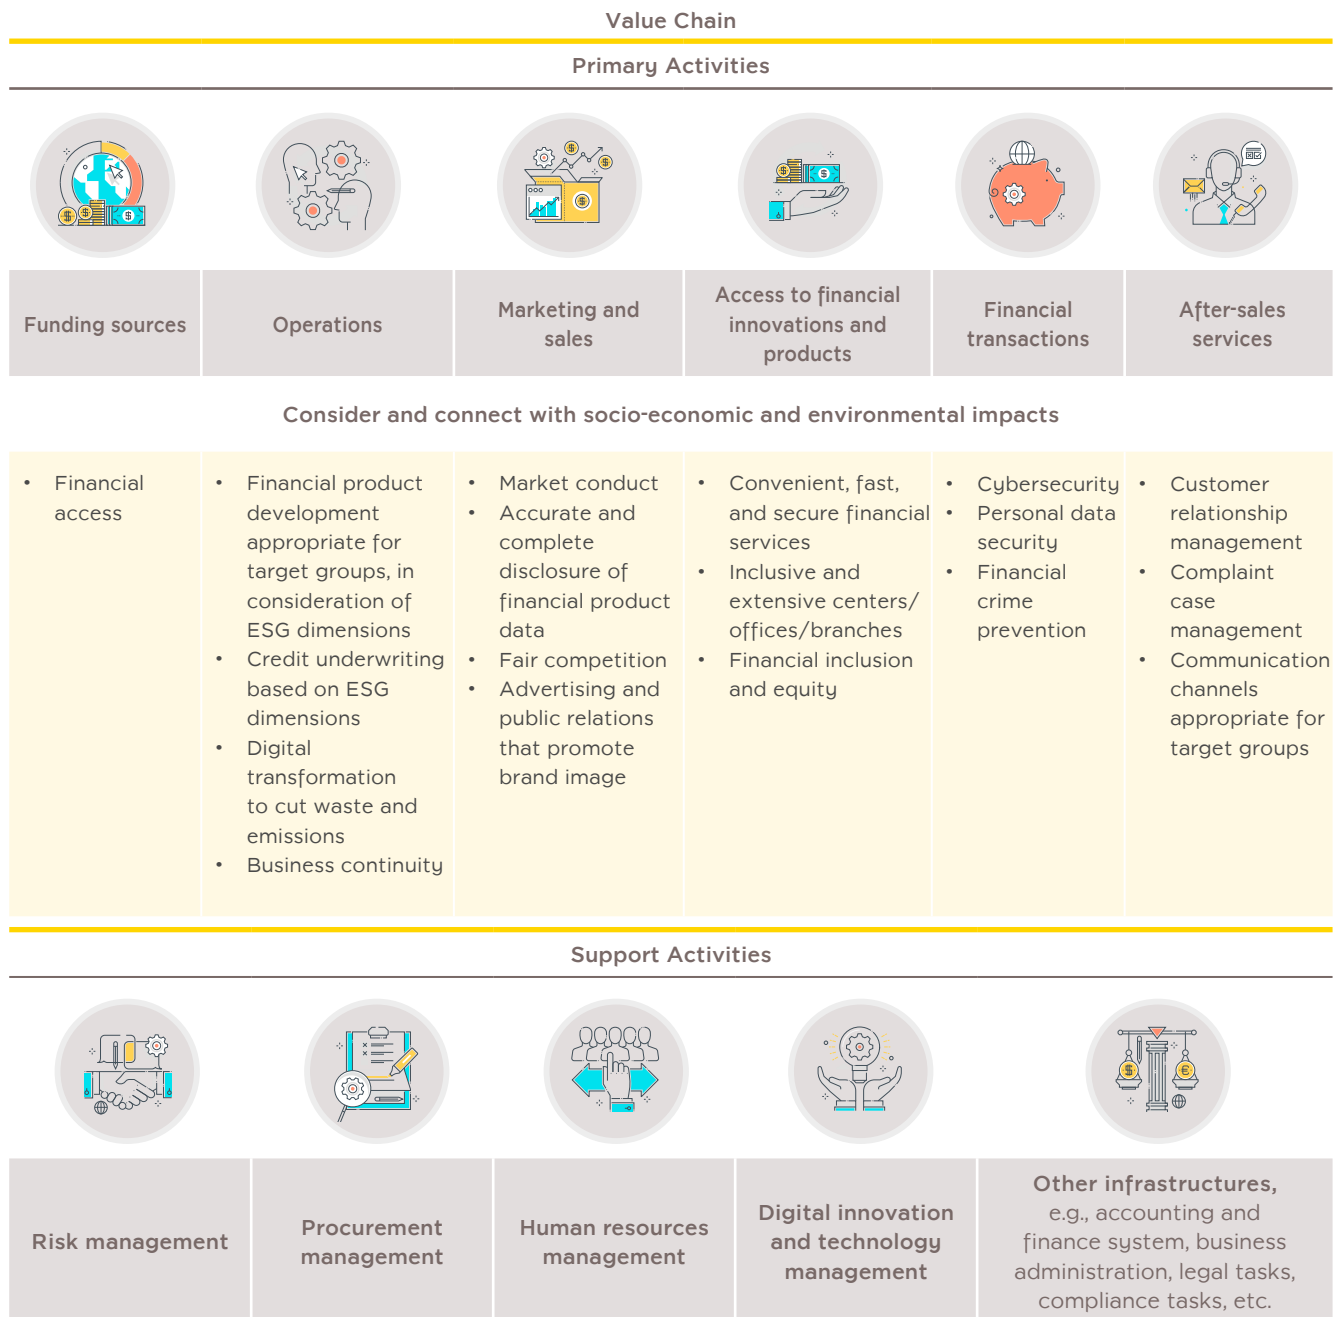 Value Chain
Primary Activities
Funding sources
Operations
Marketing and
sales
Access to financial
innovations and
products
Financial
transactions
After-sales
services
Consider and connect with socio-economic and environmental impacts
• Financial
access
• Financial product
development
appropriate for
target groups, in
consideration of
ESG dimensions
• Credit underwriting
based on ESG
dimensions
• Digital
transformation
to cut waste and
emissions
• Business continuity
• Market conduct
• Accurate and
complete
disclosure of
financial product
data
• Fair competition
• Advertising and
public relations
that promote
brand image
• Convenient, fast,
and secure financial
services
• Inclusive and
extensive centers/
offices/branches
• Financial inclusion
and equity
• Cybersecurity
• Personal data
security
• Financial
crime
prevention
• Customer
relationship
management
• Complaint
case
management
• Communication
channels
appropriate for
target groups
Support Activities
Risk management
Procurement
management
Human resources
management
Digital innovation
and technology
management
Other infrastructures,
e.g., accounting and
finance system, business
administration, legal tasks,
compliance tasks, etc.